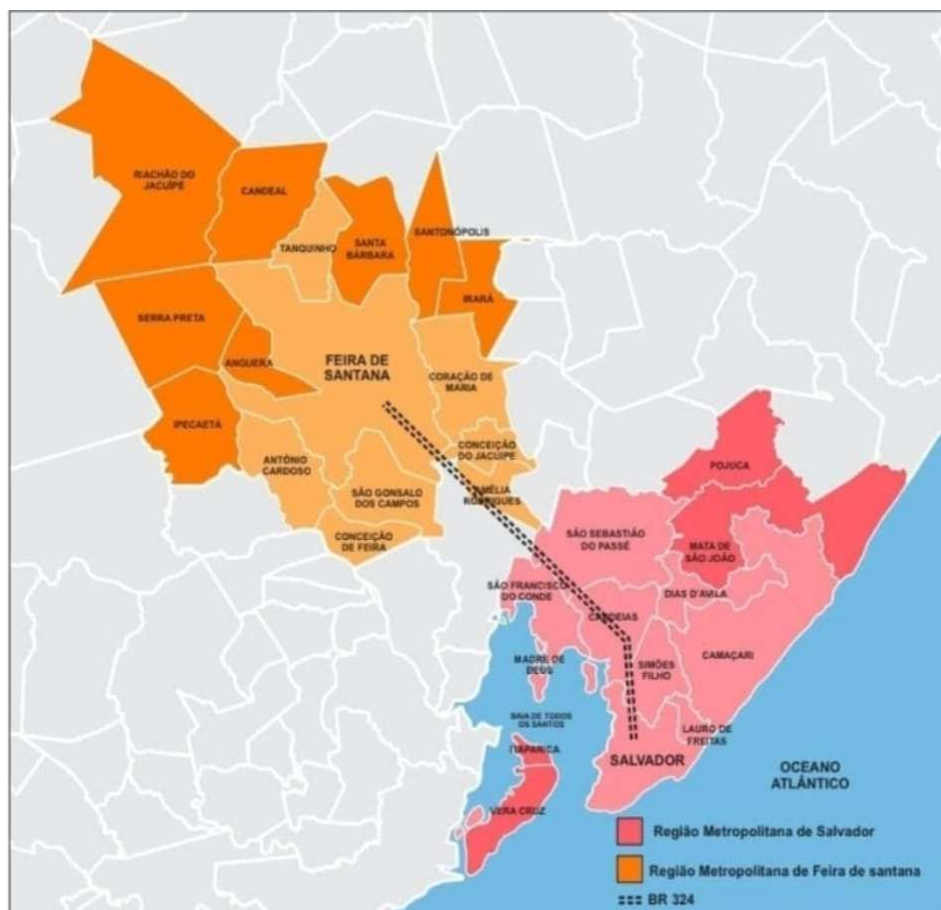 RIACHÃO DO
JACUÍPE
CANDEAL
TANQUINHO
SANTA
BÁRBARA
SANTONÓPOLIS
IRARÁ
SERRA PRETA
ANGUERA
FEIRA DE
SANTANA
CORAÇÃO DE
MARIA
IPECAETÁ
ANTÔNIO
CARDOSO
CONCEIÇÃO
DO JACUÍPE
SÃO GONSALO
DOS CAMPOS
AMÉLIA
RODRIGUES
CONCEIÇÃO
DE FEIRA
POJUCA
SÃO SEBASTIÃO
DO PASSÉ
MATA DE
SÃO JOÃO
SÃO FRANCISCO
DO CONDE
DIAS D'AVILA
CANDEIAS
CAMAÇARI
MADRE DE
DEUS
SIMÕES
FILHO
BAIA DE TODOS
OS SANTOS
LAURO DE
FREITAS
ITAPARICA
SALVADOR
OCEANO
ATLÂNTICO
VERA CRUZ
Região Metropolitana de Salvador
Região Metropolitana de Feira de santana
BR 324